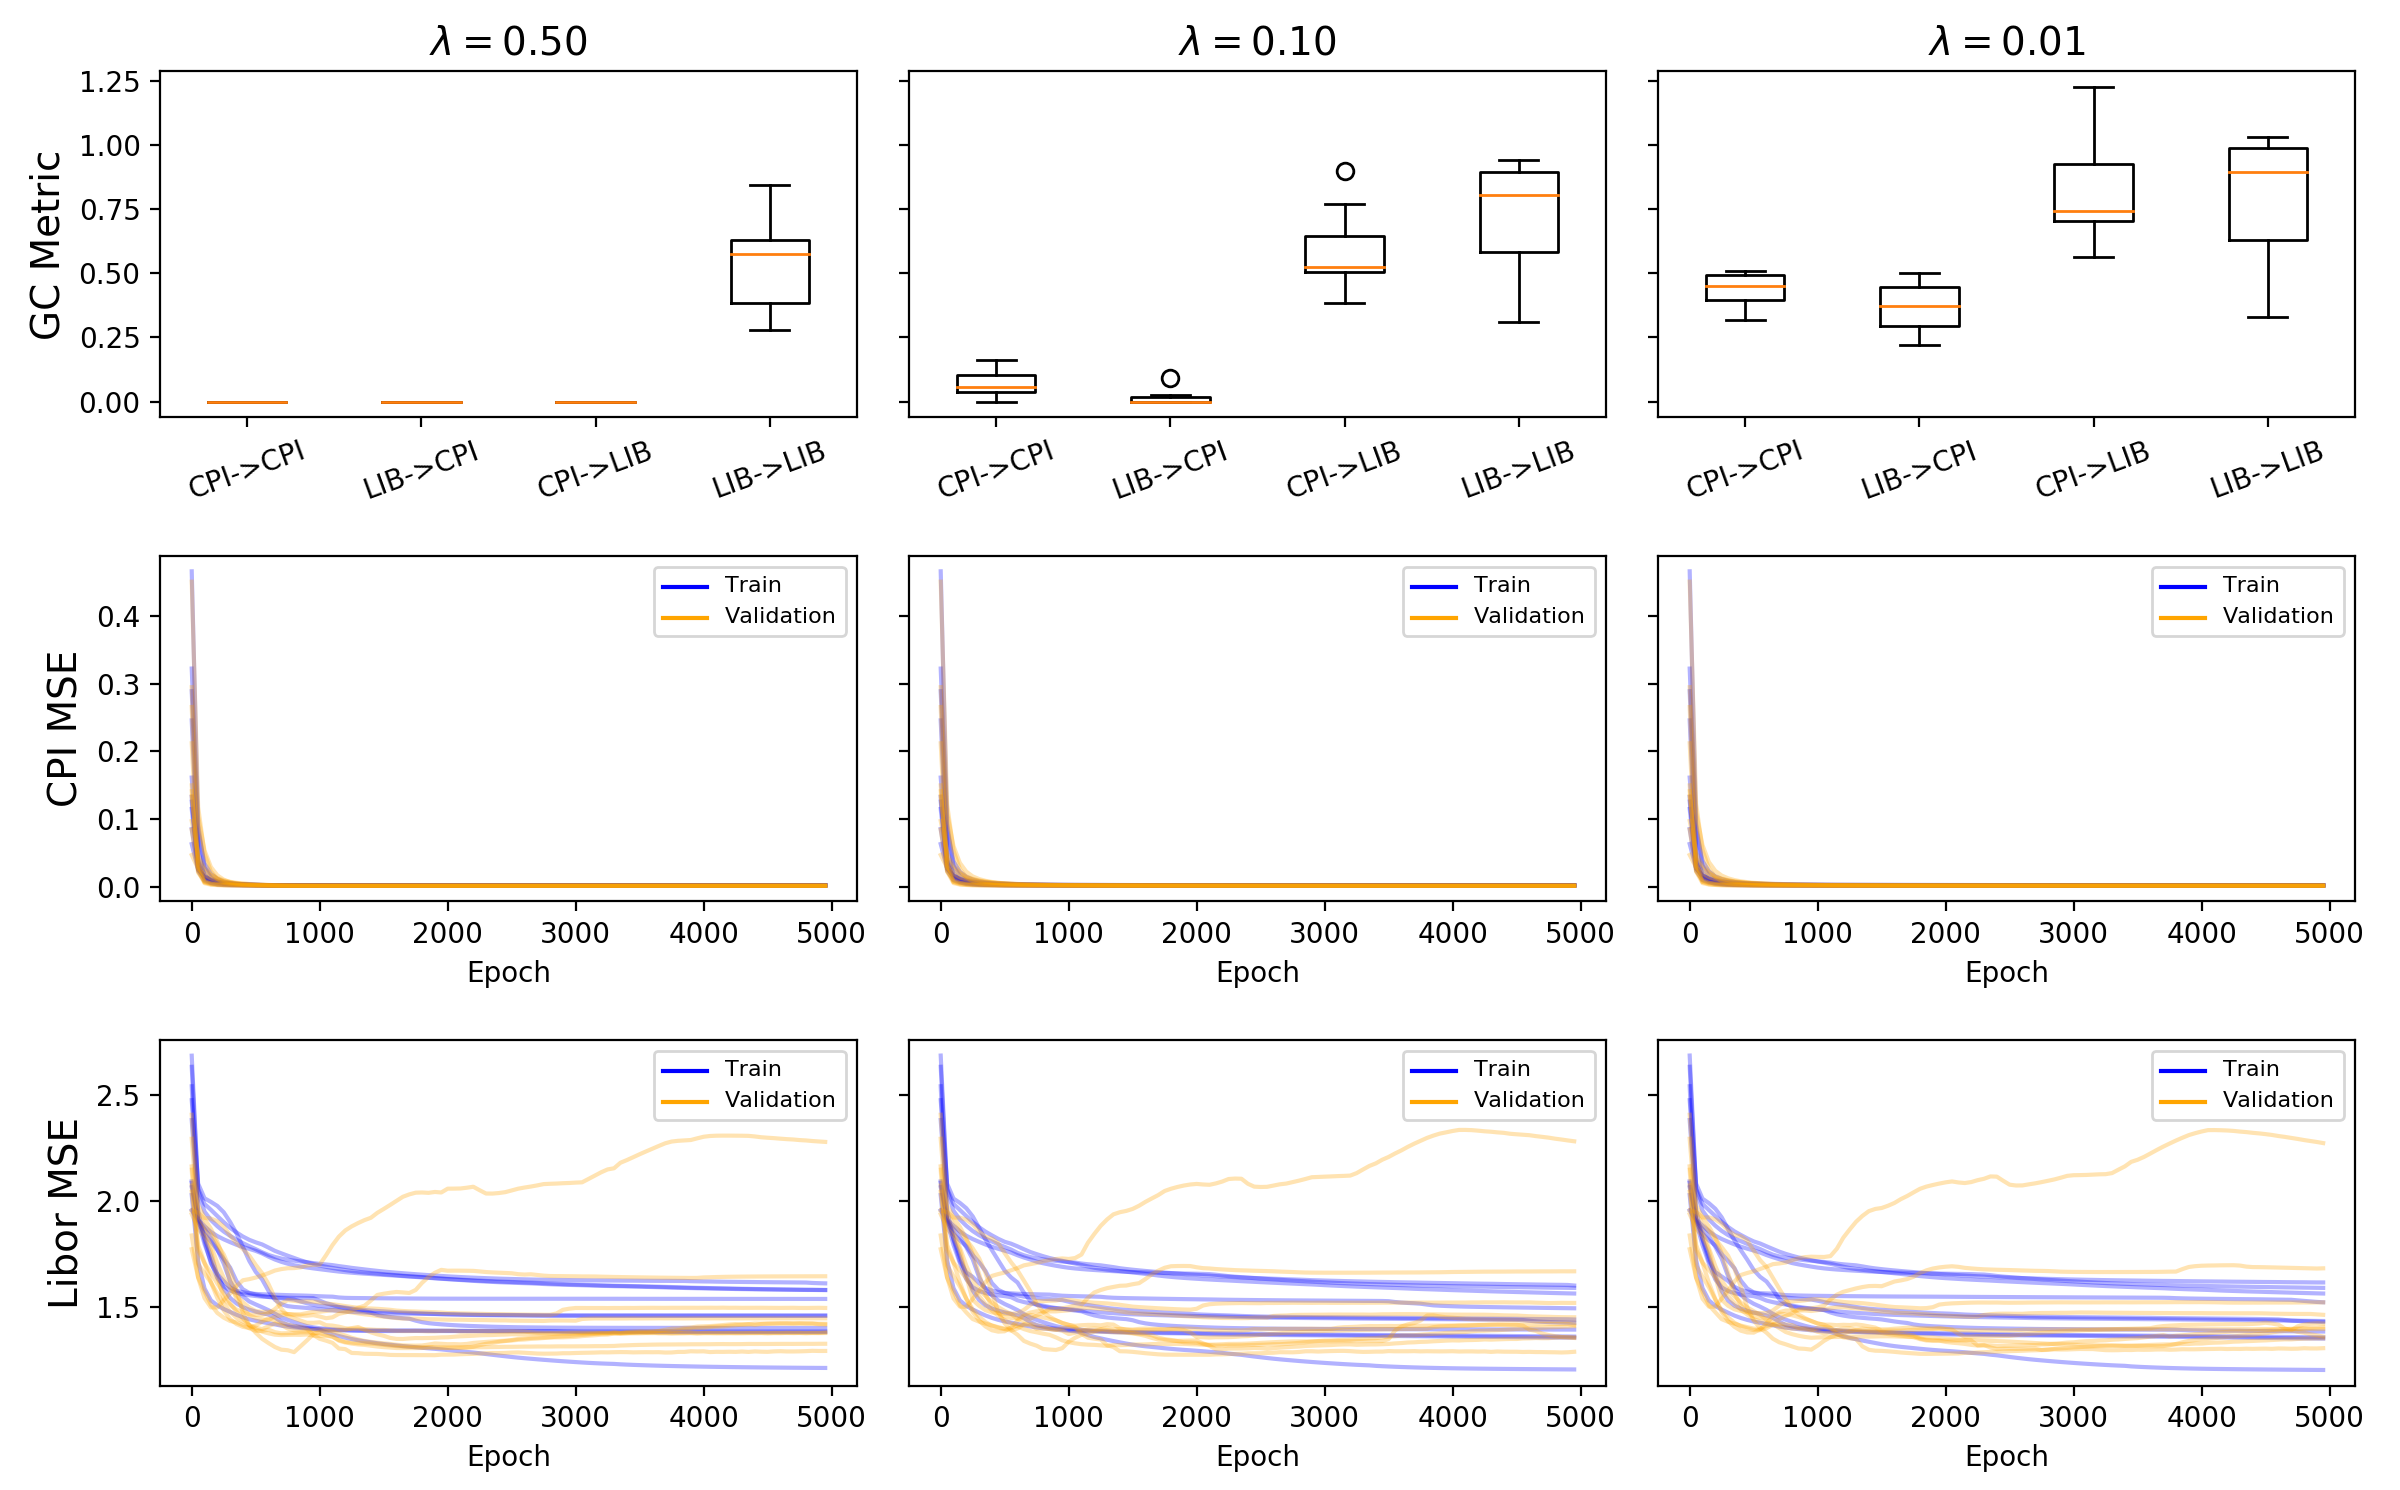 λ = 0.50
λ = 0.10
λ = 0.01
GC Metric
1.25
1.00
0.75
0.50
0.25
0.00
CPI->CPI
LIB->CPI
CPI->LIB
LIB->LIB
CPI->CPI
LIB->CPI
CPI->LIB
LIB->LIB
CPI->CPI
LIB->CPI
CPI->LIB
LIB->LIB
CPI MSE
0.4
0.3
0.2
0.1
0.0
Train
Validation
Train
Validation
Train
Validation
0 1000 2000 3000 4000 5000
0 1000 2000 3000 4000 5000
0 1000 2000 3000 4000 5000
Epoch
Epoch
Epoch
Libor MSE
2.5
2.0
1.5
Train
Validation
Train
Validation
Train
Validation
0 1000 2000 3000 4000 5000
0 1000 2000 3000 4000 5000
0 1000 2000 3000 4000 5000
Epoch
Epoch
Epoch